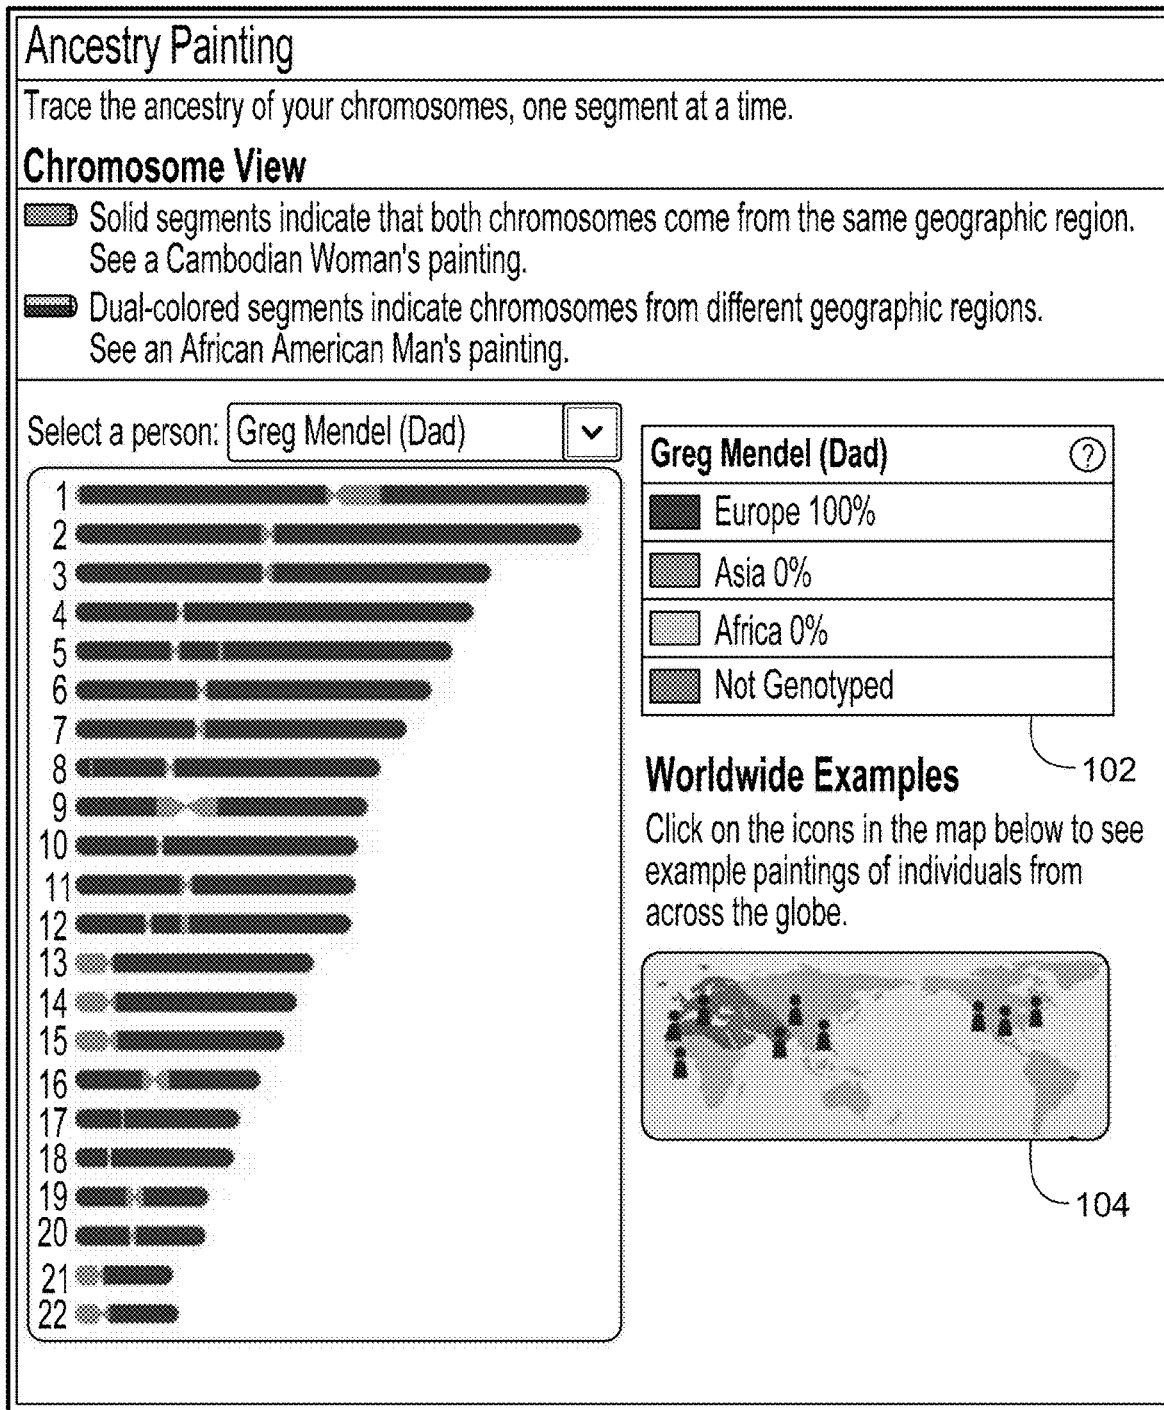 Ancestry Painting
Trace the ancestry of your chromosomes, one segment at a time.
Chromosome View
Solid segments indicate that both chromosomes come from the same geographic region.
See a Cambodian Woman's painting.
Dual-colored segments indicate chromosomes from different geographic regions.
See an African American Man's painting.
Select a person: Greg Mendel (Dad)
1
2
3
4
5
6
7
8
9
10
11
12
13
14
15
16
17
18
19
20
21
22
Greg Mendel (Dad) ?
Europe 100%
Asia 0%
Africa 0%
Not Genotyped
102
Worldwide Examples
Click on the icons in the map below to see
example paintings of individuals from
across the globe.
104